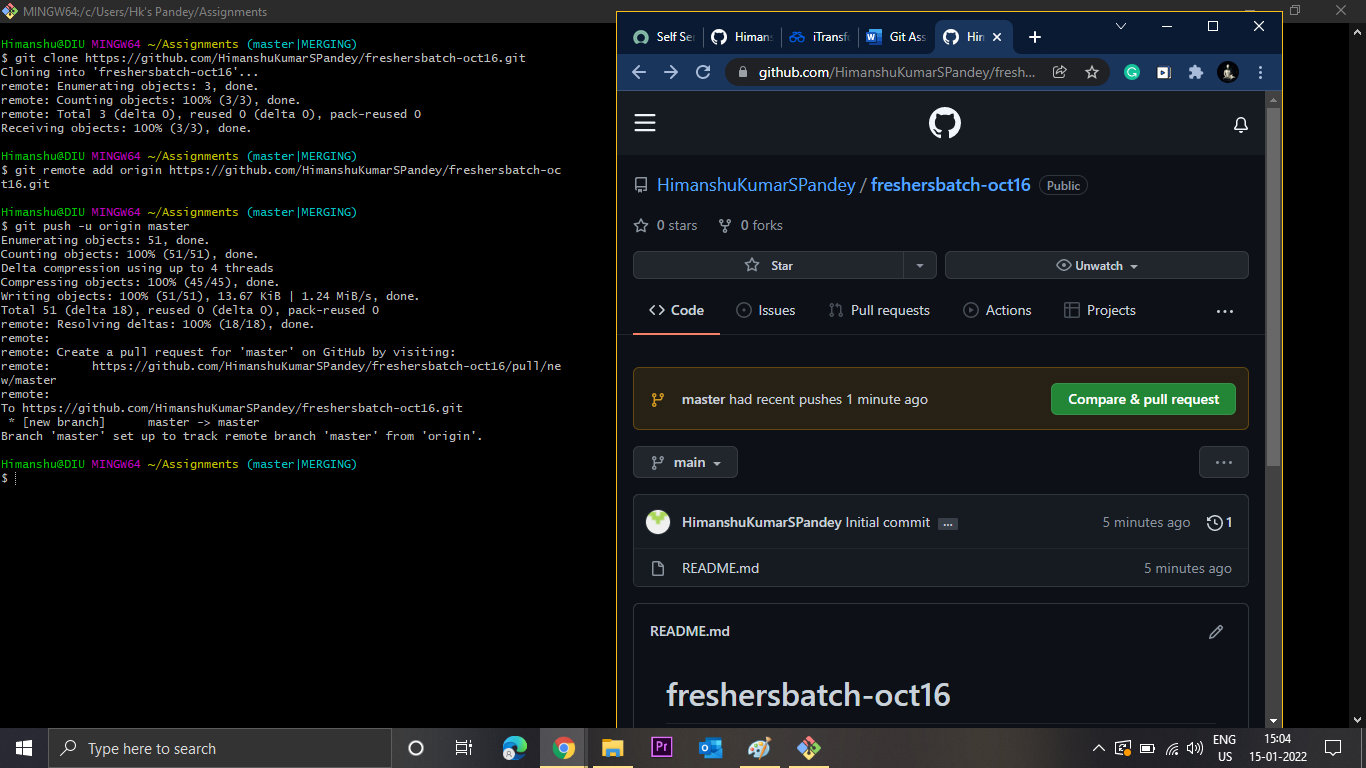 MINGW64:/c/Users/Hk's Pandey/Assignments
Himanshu@DIU MINGW64 ~/Assignments (master|MERGING)
$ git clone https://github.com/HimanshuKumarSPandey/freshersbatch-oct16.git
Cloning into 'freshersbatch-oct16'...
remote: Enumerating objects: 3, done.
remote: Counting objects: 100% (3/3), done.
remote: Total 3 (delta 0), reused 0 (delta 0), pack-reused 0
Receiving objects: 100% (3/3), done.
Himanshu@DIU MINGW64 ~/Assignments (master|MERGING)
$ git remote add origin https://github.com/HimanshuKumarSPandey/freshersbatch-oc
t16.git
Himanshu@DIU MINGW64 ~/Assignments (master|MERGING)
$ git push -u origin master
Enumerating objects: 51, done.
Counting objects: 100% (51/51), done.
Delta compression using up to 4 threads
Compressing objects: 100% (45/45), done.
Writing objects: 100% (51/51), 13.67 KiB | 1.24 MiB/s, done.
Total 51 (delta 18), reused 0 (delta 0), pack-reused 0
remote: Resolving deltas: 100% (18/18), done.
remote:
remote: Create a pull request for 'master' on GitHub by visiting:
remote:      https://github.com/HimanshuKumarSPandey/freshersbatch-oct16/pull/ne
w/master
remote:
To https://github.com/HimanshuKumarSPandey/freshersbatch-oct16.git
 * [new branch]      master -> master
Branch 'master' set up to track remote branch 'master' from 'origin'.
Himanshu@DIU MINGW64 ~/Assignments (master|MERGING)
$
Self Se Himans iTransf Git Ass Him
github.com/HimanshuKumarSPandey/fresh...
HimanshuKumarSPandey / freshersbatch-oct16 Public
0 stars 0 forks
Star Unwatch
Code Issues Pull requests Actions Projects ...
master had recent pushes 1 minute ago Compare & pull request
main ...
HimanshuKumarSPandey Initial commit ... 5 minutes ago 1
README.md 5 minutes ago
README.md
freshersbatch-oct16
Type here to search Pr ENG 15:04
US 15-01-2022